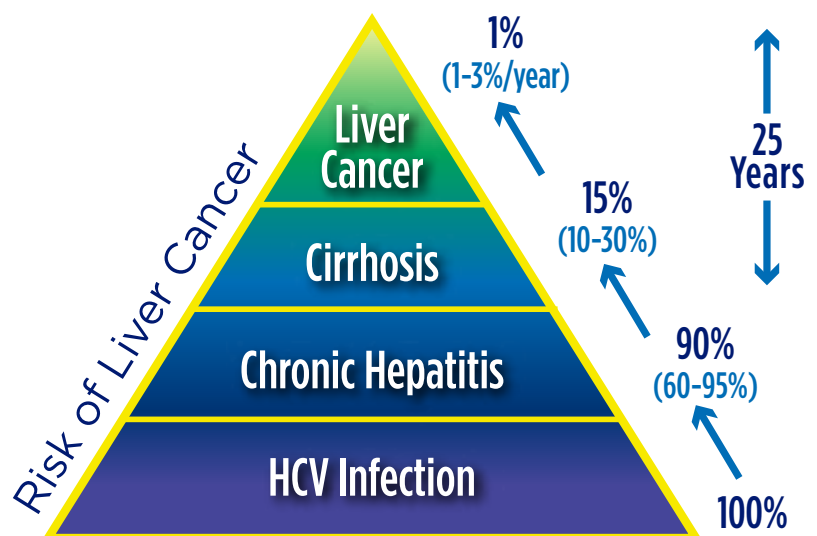 Risk of Liver Cancer
Liver
Cancer
Cirrhosis
Chronic Hepatitis
HCV Infection
1%
(1-3%/year)
15%
(10-30%)
90%
(60-95%)
100%
25
Years